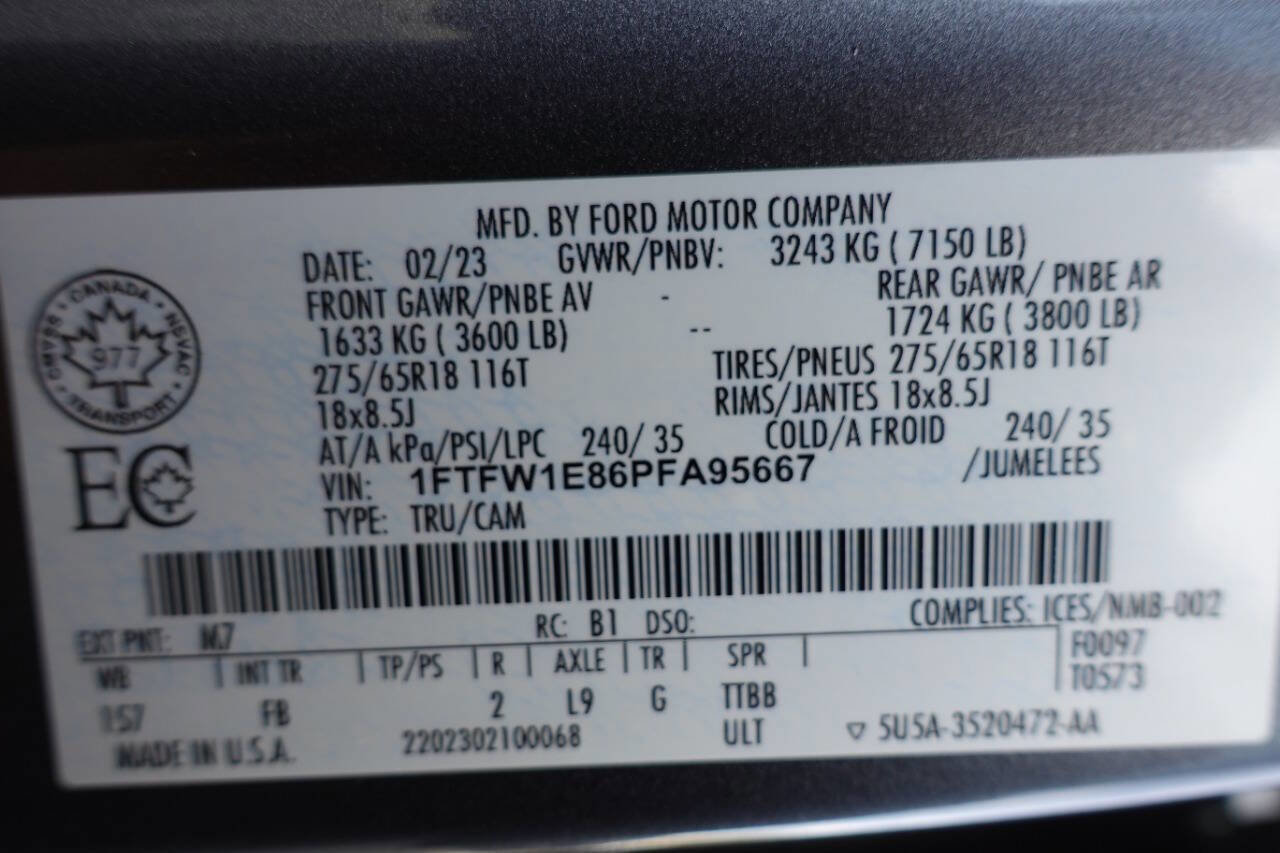 MFD. BY FORD MOTOR COMPANY
DATE: 02/23 GVWR/PNBV: 3243 KG ( 7150 LB)
FRONT GAWR/PNBE AV - REAR GAWR/ PNBE AR
1633 KG ( 3600 LB) -- 1724 KG ( 3800 LB)
275/65R18 116T TIRES/PNEUS 275/65R18 116T
18x8.5J RIMS/JANTES 18x8.5J
AT/A kPa/PSI/LPC 240/ 35 COLD/A FROID 240/ 35
VIN: 1FTFW1E86PFA95667 /JUMELEES
TYPE: TRU/CAM
CANADA • NSVAC • TRANSPORT • CMVSS
977
EC
EXT PNT: M7 RC: B1 DSO: COMPLIES: ICES/NMB-002
WB | INT TR | TP/PS | R | AXLE | TR | SPR | F0097
157 FB 2 L9 G TTBB T0573
MADE IN U.S.A. 2202302100068 ULT ▽ 5U5A-3520472-AA